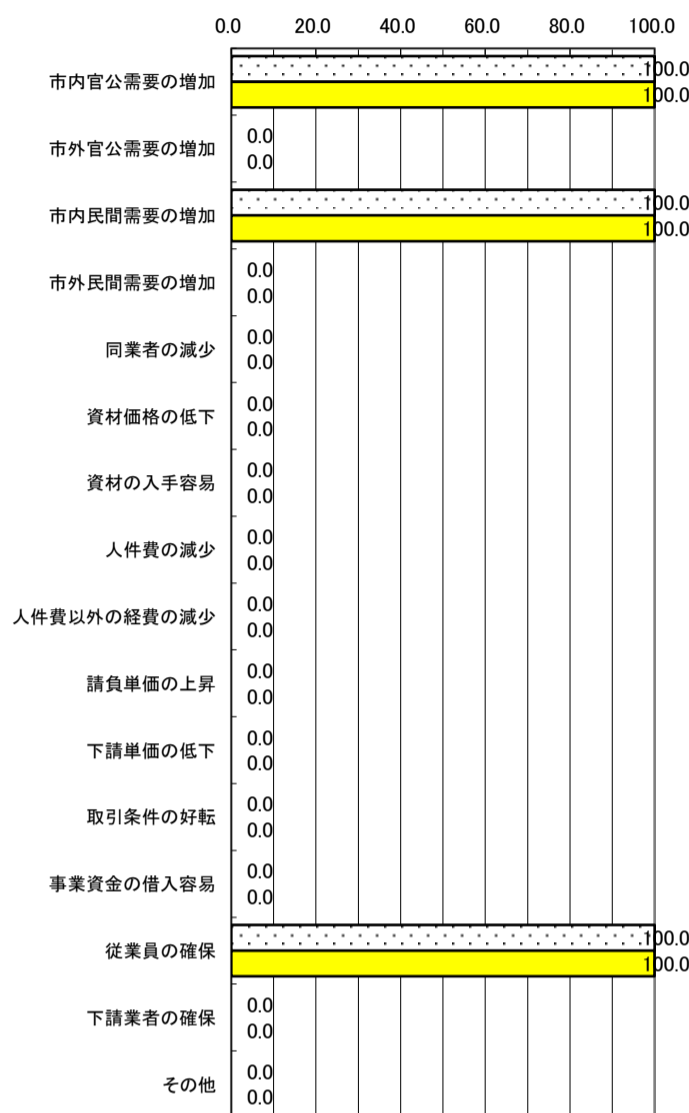 0.0 20.0 40.0 60.0 80.0 100.0
市内官公需要の増加 100.0
100.0
市外官公需要の増加 0.0
0.0
市内民間需要の増加 100.0
100.0
市外民間需要の増加 0.0
0.0
同業者の減少 0.0
0.0
資材価格の低下 0.0
0.0
資材の入手容易 0.0
0.0
人件費の減少 0.0
0.0
人件費以外の経費の減少 0.0
0.0
請負単価の上昇 0.0
0.0
下請単価の低下 0.0
0.0
取引条件の好転 0.0
0.0
事業資金の借入容易 0.0
0.0
従業員の確保 100.0
100.0
下請業者の確保 0.0
0.0
その他 0.0
0.0